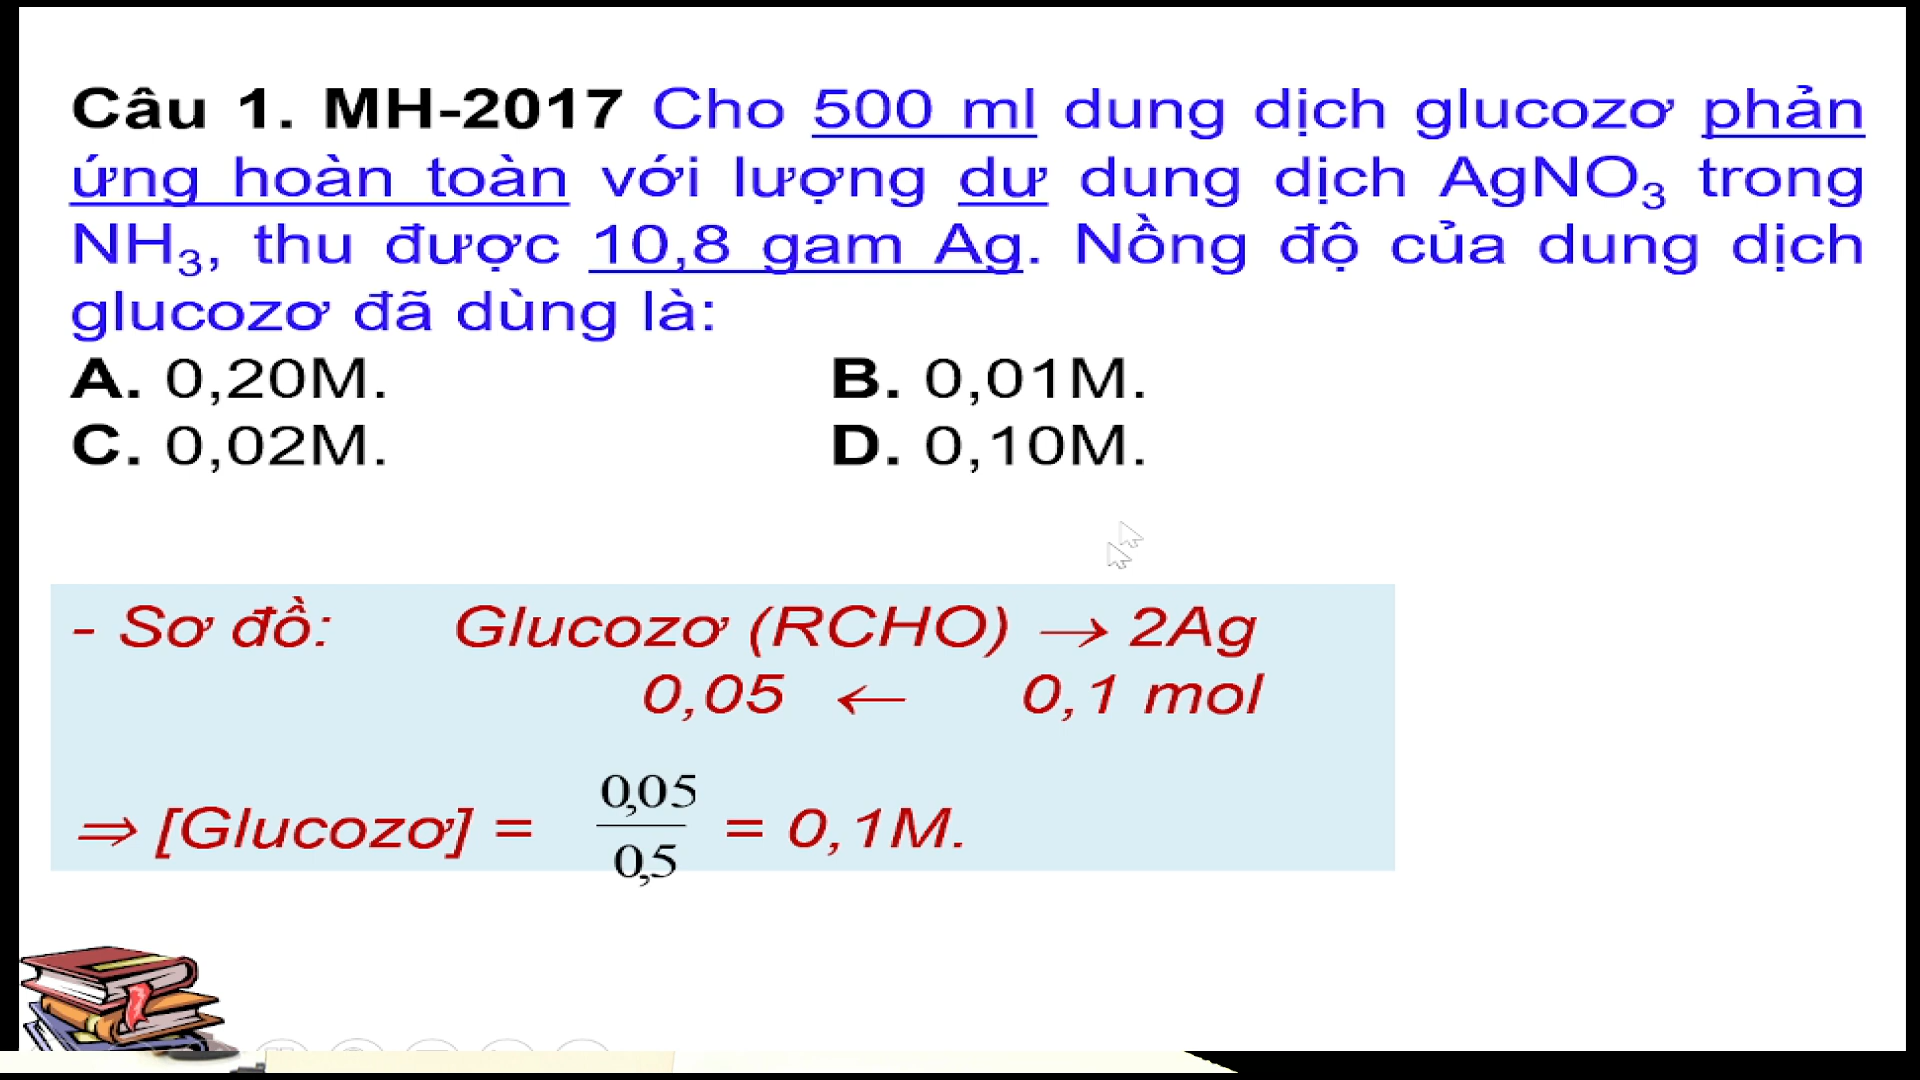 Câu 1. MH-2017 Cho 500 ml dung dịch glucozơ phản
ứng hoàn toàn với lượng dư dung dịch AgNO₃ trong
NH₃, thu được 10,8 gam Ag. Nồng độ của dung dịch
glucozơ đã dùng là:
A. 0,20M. B. 0,01M.
C. 0,02M. D. 0,10M.
- Sơ đồ: Glucozơ (RCHO) → 2Ag
0,05 ← 0,1 mol
⇒ [Glucozơ] = 0,05/0,5 = 0,1M.